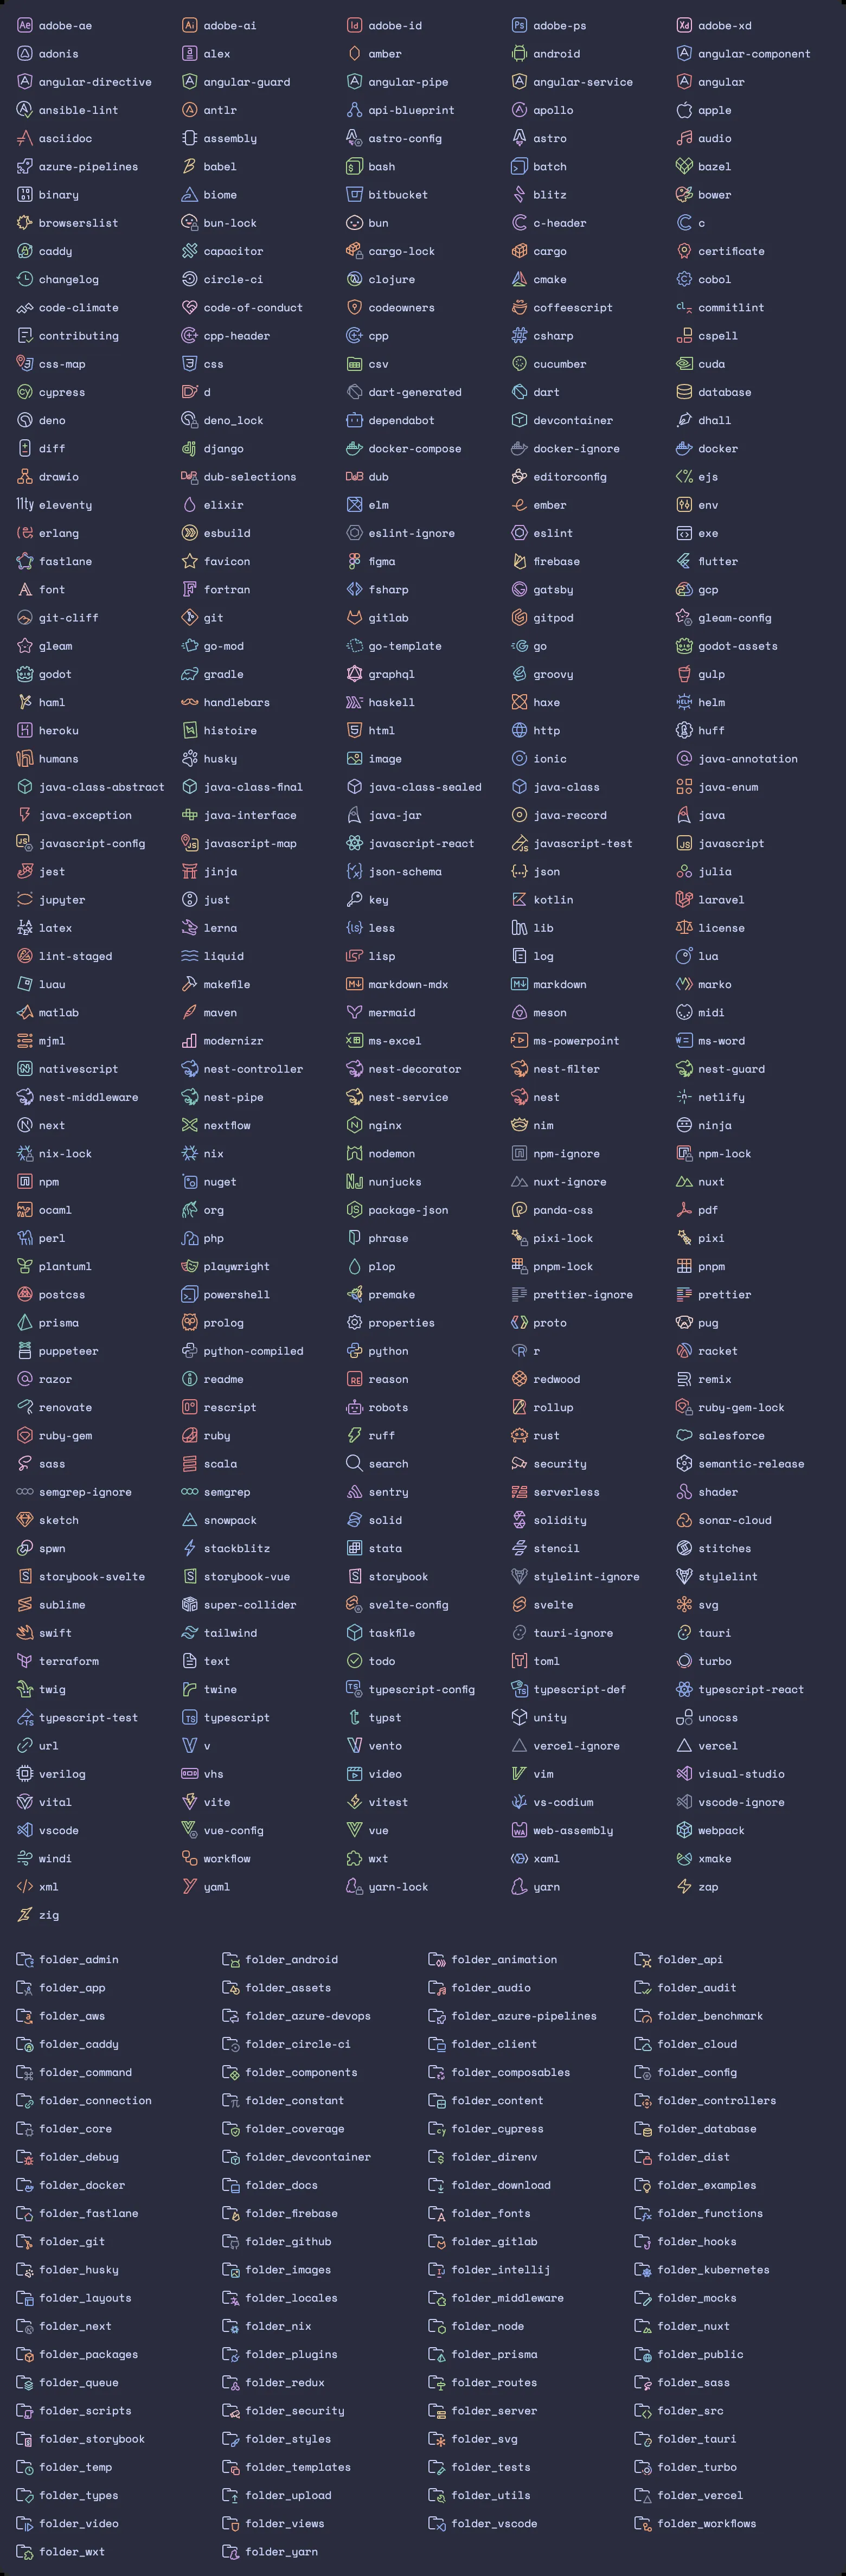 adobe-ae adobe-ai adobe-id adobe-ps adobe-xd
adonis alex amber android angular-component
angular-directive angular-guard angular-pipe angular-service angular
ansible-lint antlr api-blueprint apollo apple
asciidoc assembly astro-config astro audio
azure-pipelines babel bash batch bazel
binary biome bitbucket blitz bower
browserslist bun-lock bun c-header c
caddy capacitor cargo-lock cargo certificate
changelog circle-ci clojure cmake cobol
code-climate code-of-conduct codeowners coffeescript commitlint
contributing cpp-header cpp csharp cspell
css-map css csv cucumber cuda
cypress d dart-generated dart database
deno deno_lock dependabot devcontainer dhall
diff django docker-compose docker-ignore docker
drawio dub-selections dub editorconfig ejs
eleventy elixir elm ember env
erlang esbuild eslint-ignore eslint exe
fastlane favicon figma firebase flutter
font fortran fsharp gatsby gcp
git-cliff git gitlab gitpod gleam-config
gleam go-mod go-template go godot-assets
godot gradle graphql groovy gulp
haml handlebars haskell haxe helm
heroku histoire html http huff
humans husky image ionic java-annotation
java-class-abstract java-class-final java-class-sealed java-class java-enum
java-exception java-interface java-jar java-record java
javascript-config javascript-map javascript-react javascript-test javascript
jest jinja json-schema json julia
jupyter just key kotlin laravel
latex lerna less lib license
lint-staged liquid lisp log lua
luau makefile markdown-mdx markdown marko
matlab maven mermaid meson midi
mjml modernizr ms-excel ms-powerpoint ms-word
nativescript nest-controller nest-decorator nest-filter nest-guard
nest-middleware nest-pipe nest-service nest netlify
next nextflow nginx nim ninja
nix-lock nix nodemon npm-ignore npm-lock
npm nuget nunjucks nuxt-ignore nuxt
ocaml org package-json panda-css pdf
perl php phrase pixi-lock pixi
plantuml playwright plop pnpm-lock pnpm
postcss powershell premake prettier-ignore prettier
prisma prolog properties proto pug
puppeteer python-compiled python r racket
razor readme reason redwood remix
renovate rescript robots rollup ruby-gem-lock
ruby-gem ruby ruff rust salesforce
sass scala search security semantic-release
semgrep-ignore semgrep sentry serverless shader
sketch snowpack solid solidity sonar-cloud
spwn stackblitz stata stencil stitches
storybook-svelte storybook-vue storybook stylelint-ignore stylelint
sublime super-collider svelte-config svelte svg
swift tailwind taskfile tauri-ignore tauri
terraform text todo toml turbo
twig twine typescript-config typescript-def typescript-react
typescript-test typescript typst unity unocss
url v vento vercel-ignore vercel
verilog vhs video vim visual-studio
vital vite vitest vs-codium vscode-ignore
vscode vue-config vue web-assembly webpack
windi workflow wxt xaml xmake
xml yaml yarn-lock yarn zap
zig
folder_admin folder_android folder_animation folder_api
folder_app folder_assets folder_audio folder_audit
folder_aws folder_azure-devops folder_azure-pipelines folder_benchmark
folder_caddy folder_circle-ci folder_client folder_cloud
folder_command folder_components folder_composables folder_config
folder_connection folder_constant folder_content folder_controllers
folder_core folder_coverage folder_cypress folder_database
folder_debug folder_devcontainer folder_direnv folder_dist
folder_docker folder_docs folder_download folder_examples
folder_fastlane folder_firebase folder_fonts folder_functions
folder_git folder_github folder_gitlab folder_hooks
folder_husky folder_images folder_intellij folder_kubernetes
folder_layouts folder_locales folder_middleware folder_mocks
folder_next folder_nix folder_node folder_nuxt
folder_packages folder_plugins folder_prisma folder_public
folder_queue folder_redux folder_routes folder_sass
folder_scripts folder_security folder_server folder_src
folder_storybook folder_styles folder_svg folder_tauri
folder_temp folder_templates folder_tests folder_turbo
folder_types folder_upload folder_utils folder_vercel
folder_video folder_views folder_vscode folder_workflows
folder_wxt folder_yarn